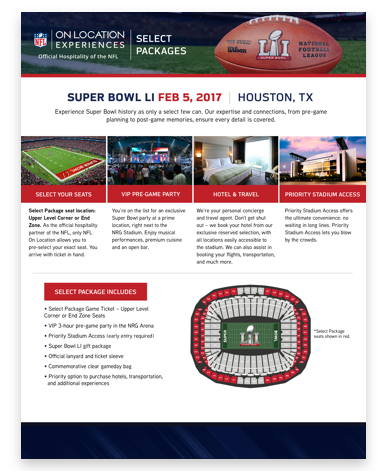 NFL
ON LOCATION
EXPERIENCES
Official Hospitality of the NFL
SELECT
PACKAGES
Wilson
NATIONAL
FOOTBALL
LEAGUE
LI
SUPER BOWL
SUPER BOWL LI FEB 5, 2017 | HOUSTON, TX
Experience Super Bowl history as only a select few can. Our expertise and connections, from pre-game
planning to post-game memories, ensure every detail is covered.
SELECT YOUR SEATS
Select Package seat location:
Upper Level Corner or End
Zone. As the official hospitality
partner of the NFL, only NFL
On Location allows you to
pre-select your exact seat. You
arrive with ticket in hand.
VIP PRE-GAME PARTY
You're on the list for an exclusive
Super Bowl party at a prime
location, right next to the
NRG Stadium. Enjoy musical
performances, premium cuisine
and an open bar.
HOTEL & TRAVEL
We're your personal concierge
and travel agent. Don't get shut
out – we book your hotel from our
exclusive reserved selection, with
all locations easily accessible to
the stadium. We can also assist in
booking your flights, transportation,
and much more.
PRIORITY STADIUM ACCESS
Priority Stadium Access offers
the ultimate convenience: no
waiting in long lines. Priority
Stadium Access lets you blow
by the crowds.
SELECT PACKAGE INCLUDES
• Select Package Game Ticket – Upper Level
Corner or End Zone Seats
• VIP 3-hour pre-game party in the NRG Arena
• Priority Stadium Access (early entry required)
• Super Bowl LI gift package
• Official lanyard and ticket sleeve
• Commemorative clear gameday bag
• Priority option to purchase hotels, transportation,
and additional experiences
*Select Package
seats shown in red.